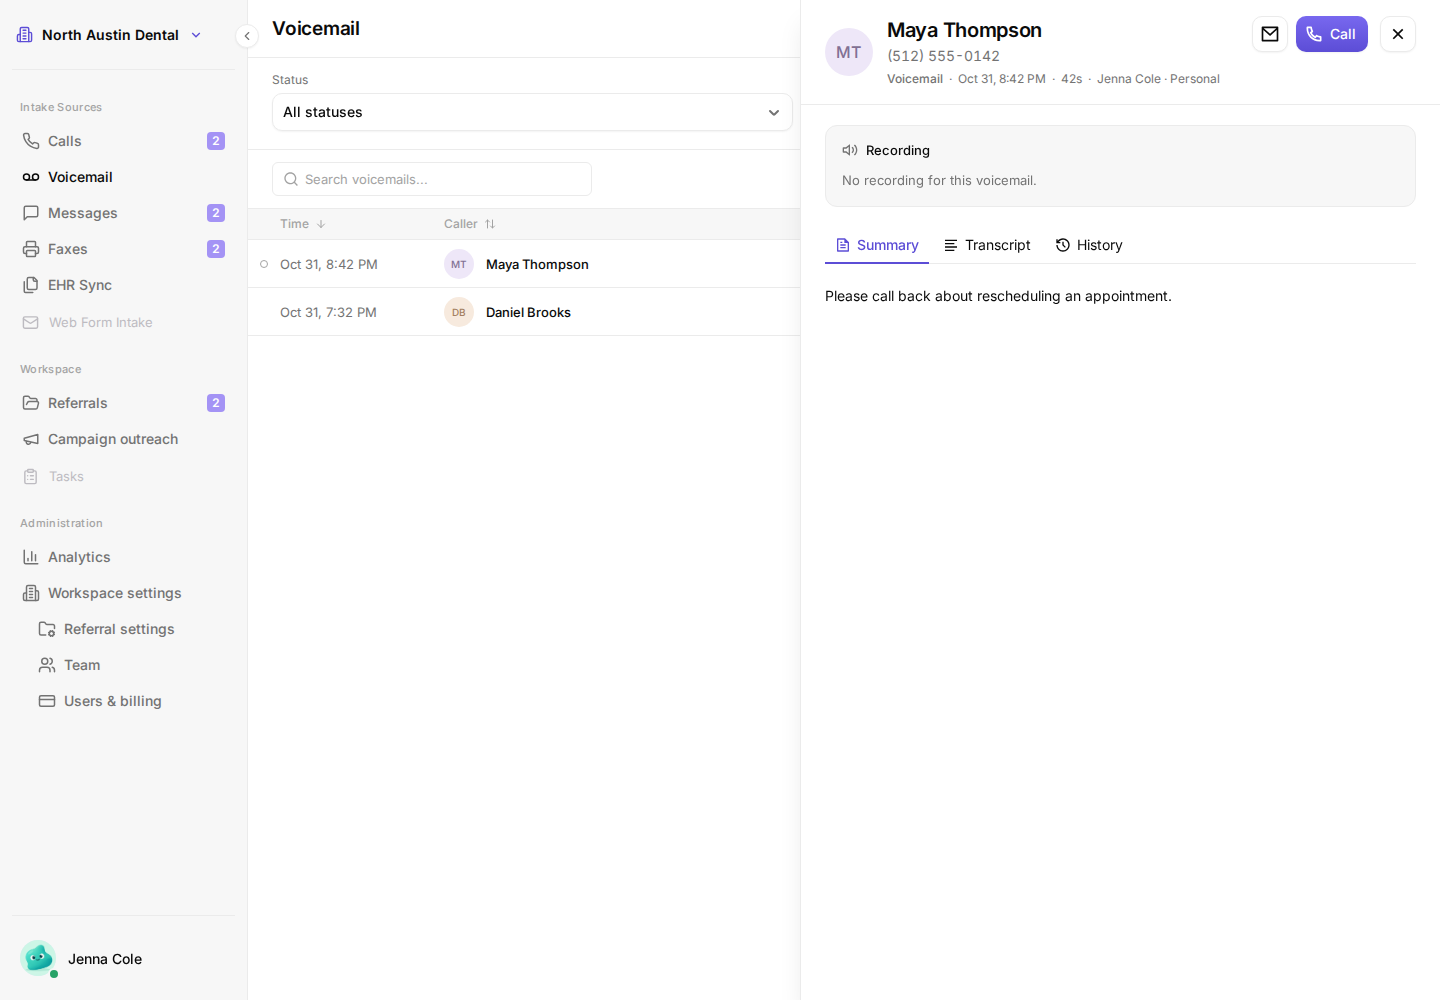 North Austin Dental
Intake Sources
Calls 2
Voicemail
Messages 2
Faxes 2
EHR Sync
Web Form Intake
Workspace
Referrals 2
Campaign outreach
Tasks
Administration
Analytics
Workspace settings
Referral settings
Team
Users & billing
Jenna Cole
Voicemail
Status
All statuses
Search voicemails...
Time Caller
Oct 31, 8:42 PM MT Maya Thompson
Oct 31, 7:32 PM DB Daniel Brooks
MT
Maya Thompson
(512) 555-0142
Voicemail · Oct 31, 8:42 PM · 42s · Jenna Cole · Personal
Call
Recording
No recording for this voicemail.
Summary Transcript History
Please call back about rescheduling an appointment.